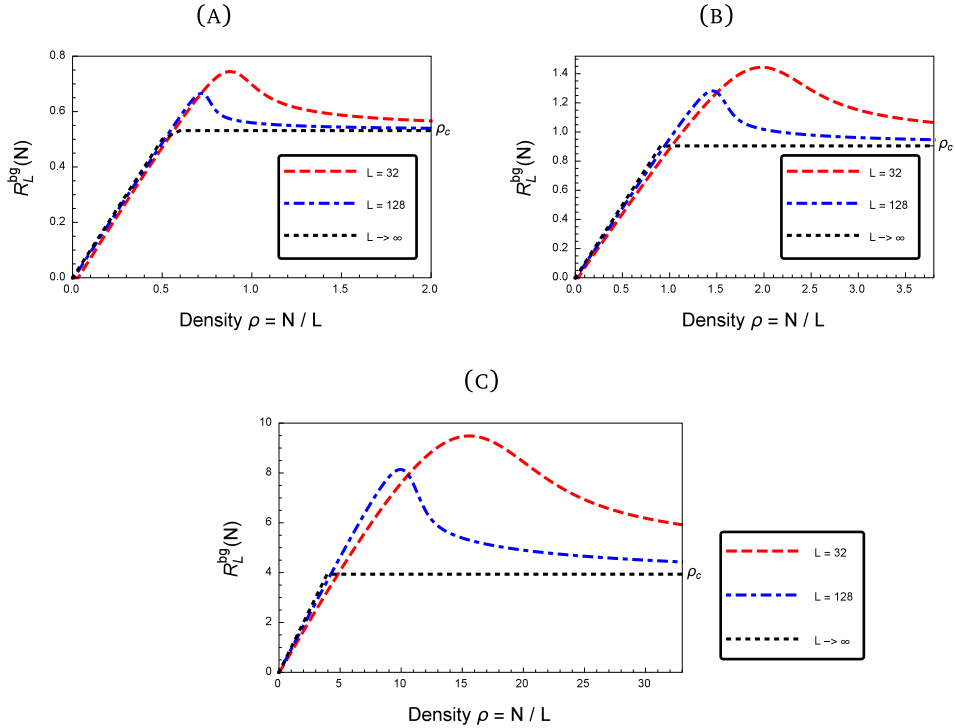 (A)
0.8
0.6
0.4
0.2
0.0
0.0 0.5 1.0 1.5 2.0
R_L^bg(N)
Density ρ = N / L
ρc
L = 32
L = 128
L -> ∞
(B)
1.4
1.2
1.0
0.8
0.6
0.4
0.2
0.0
0.0 0.5 1.0 1.5 2.0 2.5 3.0 3.5
R_L^bg(N)
Density ρ = N / L
ρc
L = 32
L = 128
L -> ∞
(C)
10
8
6
4
2
0
0 5 10 15 20 25 30
R_L^bg(N)
Density ρ = N / L
ρc
L = 32
L = 128
L -> ∞